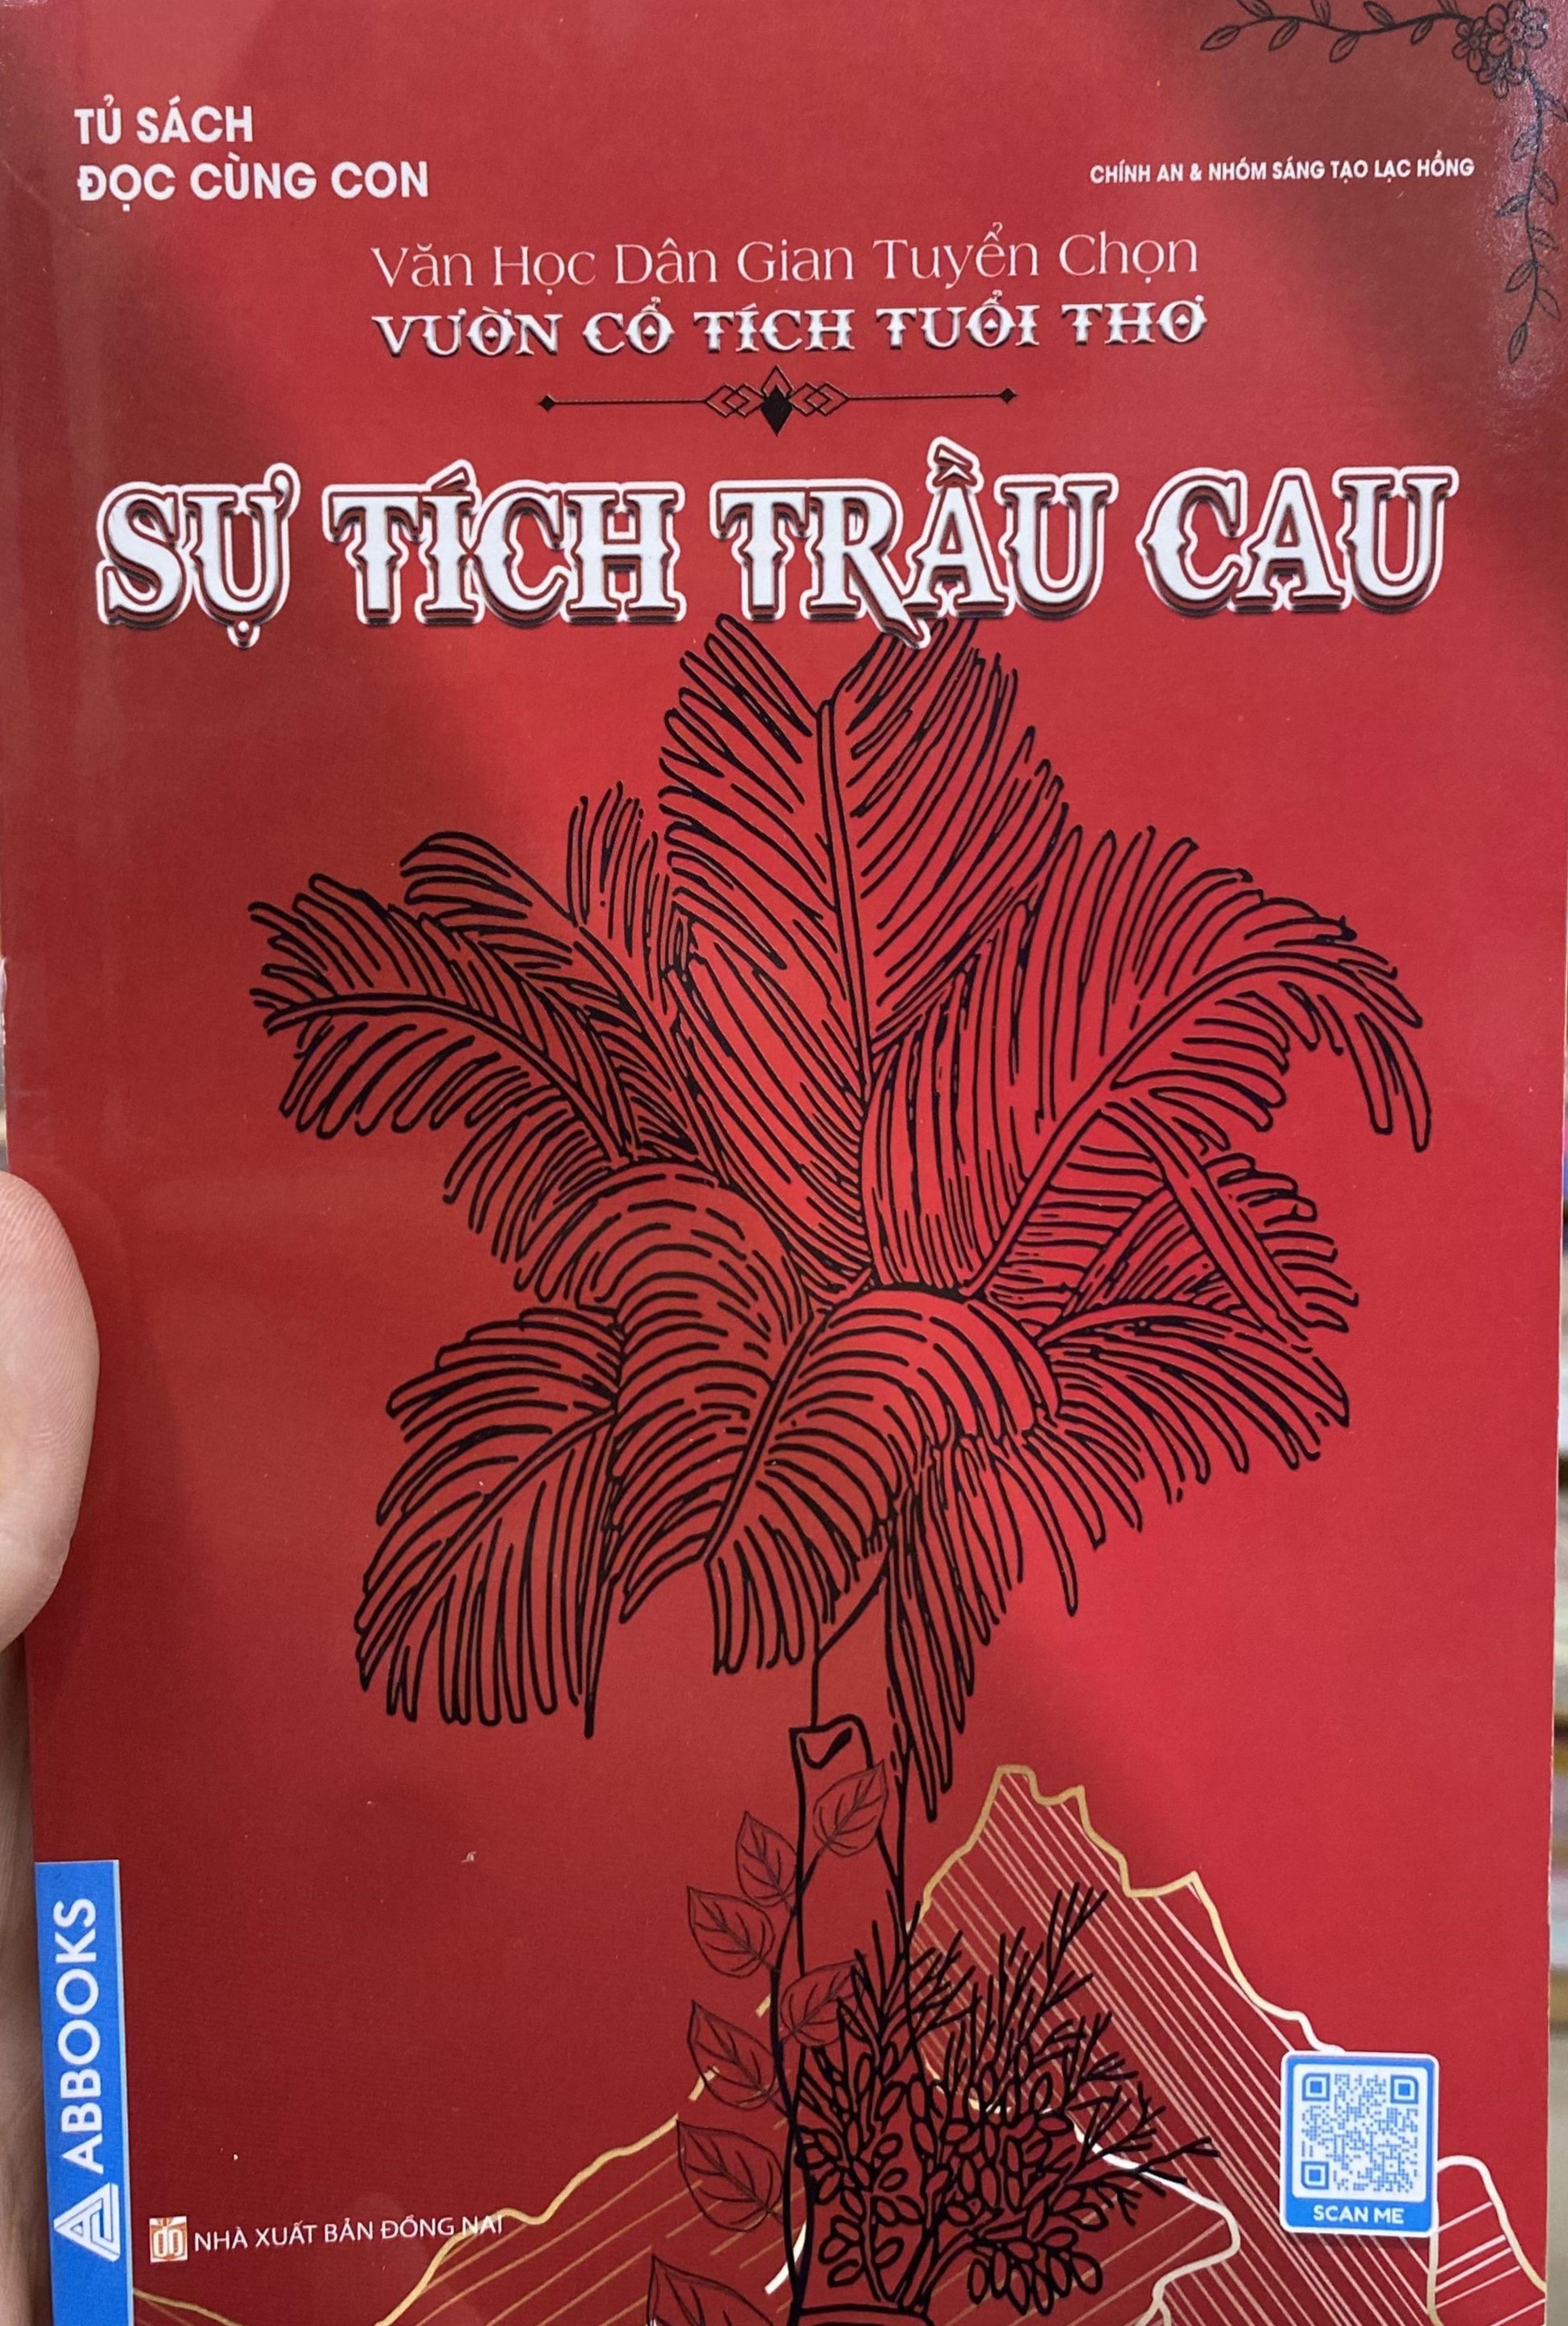 TỦ SÁCH
ĐỌC CÙNG CON
CHÍNH AN & NHÓM SÁNG TẠO LẠC HỒNG
Văn Học Dân Gian Tuyển Chọn
VƯỜN CỔ TÍCH TUỔI THƠ
SỰ TÍCH TRẦU CAU
ABBOOKS
NHÀ XUẤT BẢN ĐỒNG NAI
SCAN ME